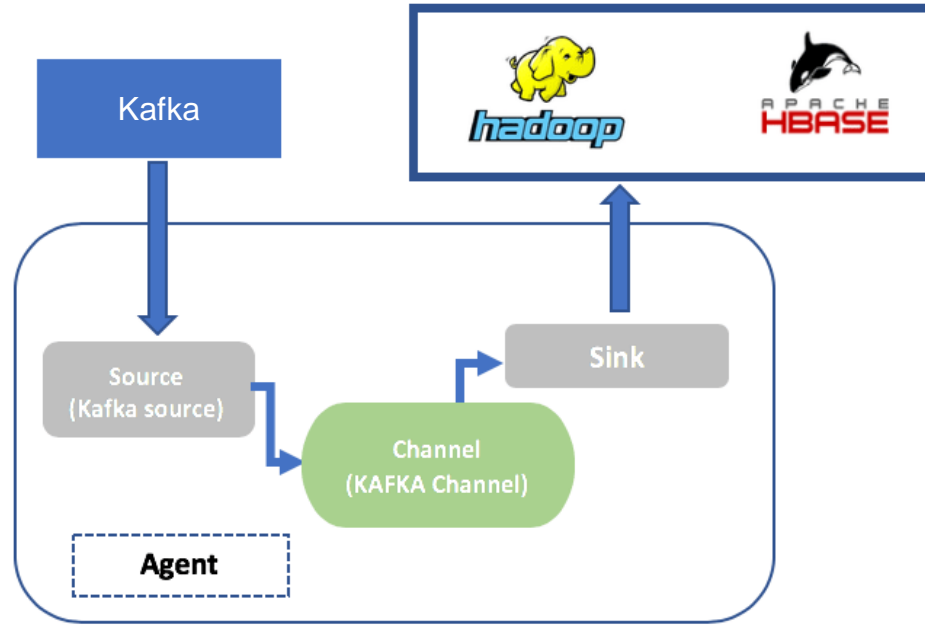 Kafka
hadoop
APACHE
HBASE
Source
(Kafka source)
Sink
Channel
(KAFKA Channel)
Agent